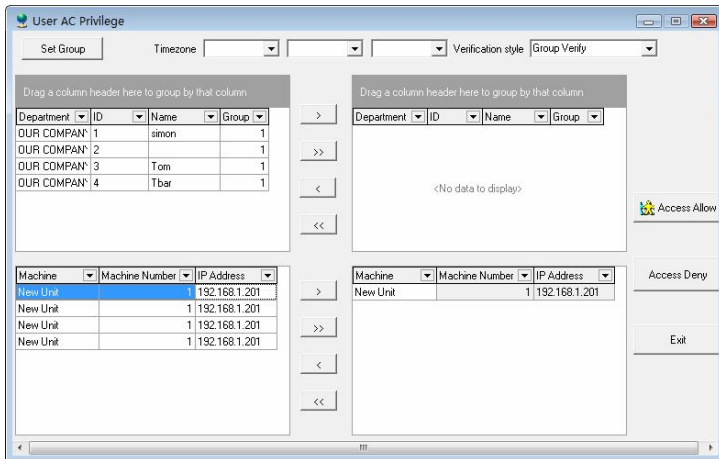 User AC Privilege
Set Group Timezone Verification style Group Verify
Drag a column header here to group by that column
Department ID Name Group
OUR COMPAN 1 simon 1
OUR COMPAN 2 1
OUR COMPAN 3 Tom 1
OUR COMPAN 4 Tbar 1
>
>>
<
<<
Drag a column header here to group by that column
Department ID Name Group
<No data to display>
Access Allow
Machine Machine Number IP Address
New Unit 1 192.168.1.201
New Unit 1 192.168.1.201
New Unit 1 192.168.1.201
New Unit 1 192.168.1.201
>
>>
<
<<
Machine Machine Number IP Address
New Unit 1 192.168.1.201
Access Deny
Exit